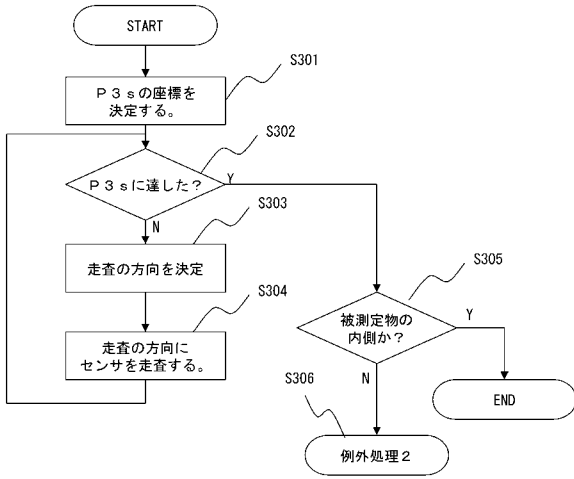 START
S301
P3sの座標を
決定する。
S302
P3sに達した?
Y
N
S303
走査の方向を決定
S304
走査の方向に
センサを走査する。
S305
被測定物の
内側か?
Y
N
END
S306
例外処理2